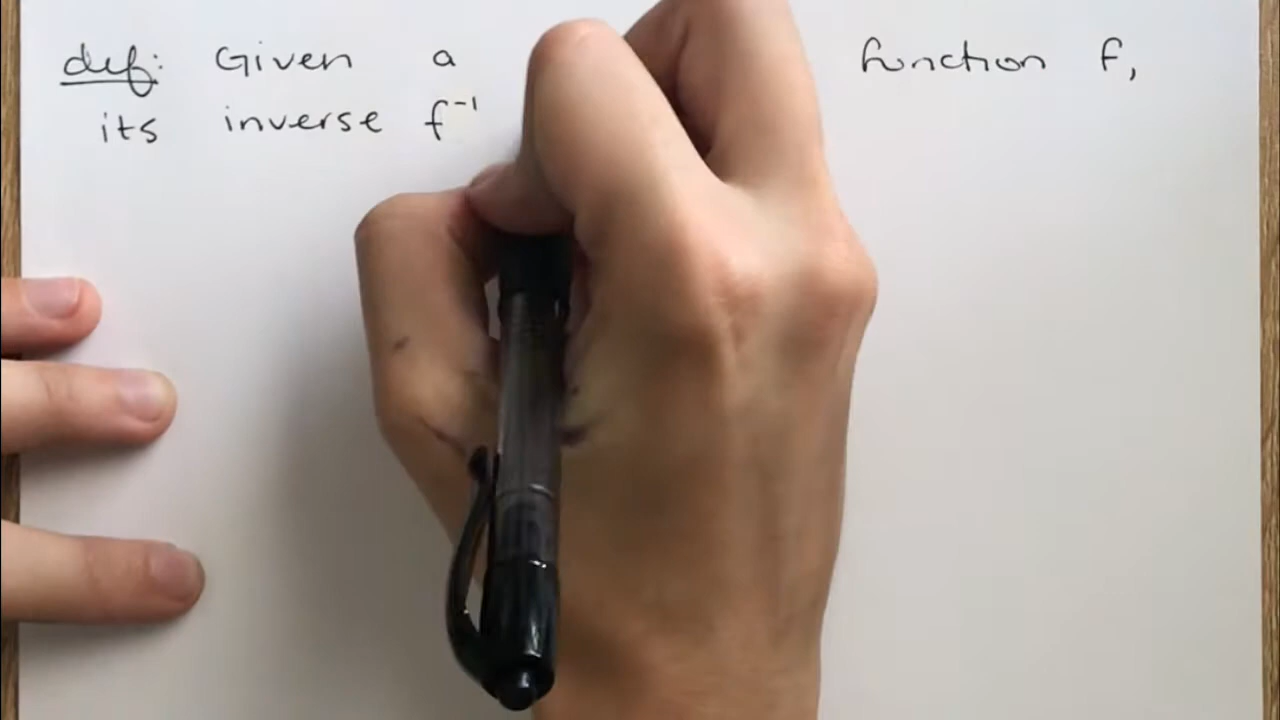 def: Given a function f,
its inverse f⁻¹